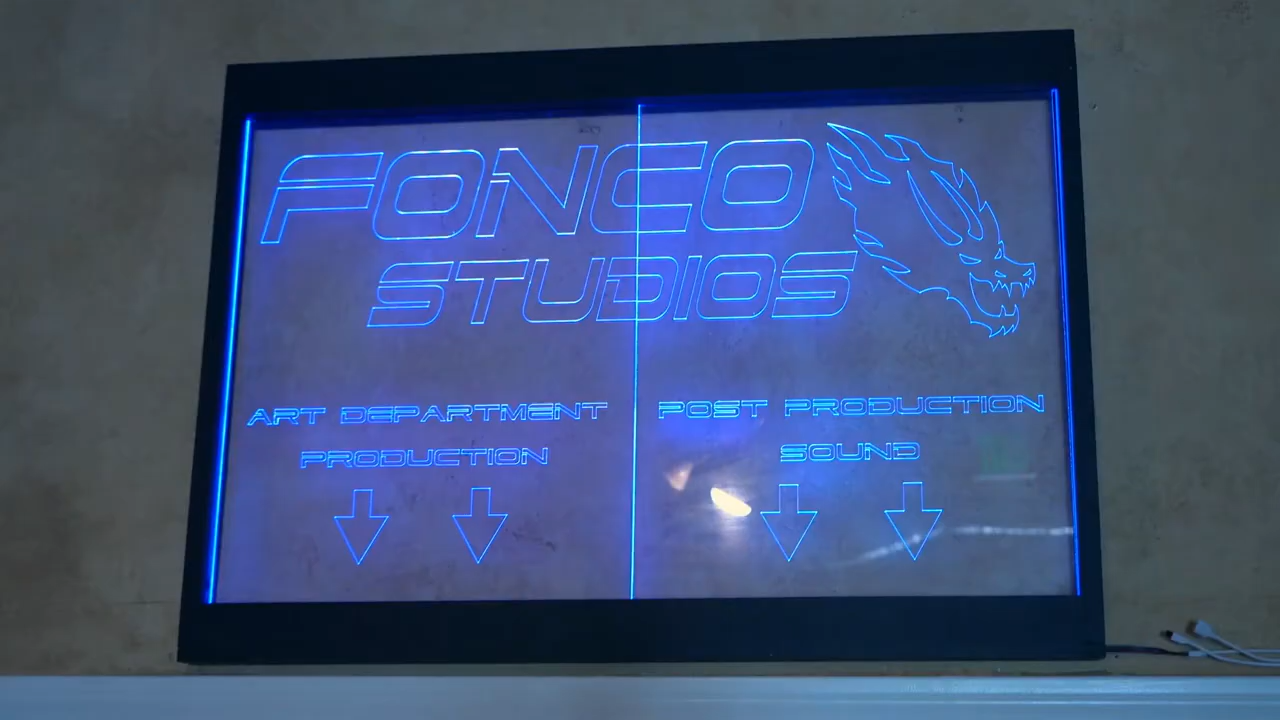 FONCO
STUDIOS
ART DEPARTMENT
PRODUCTION
POST PRODUCTION
SOUND